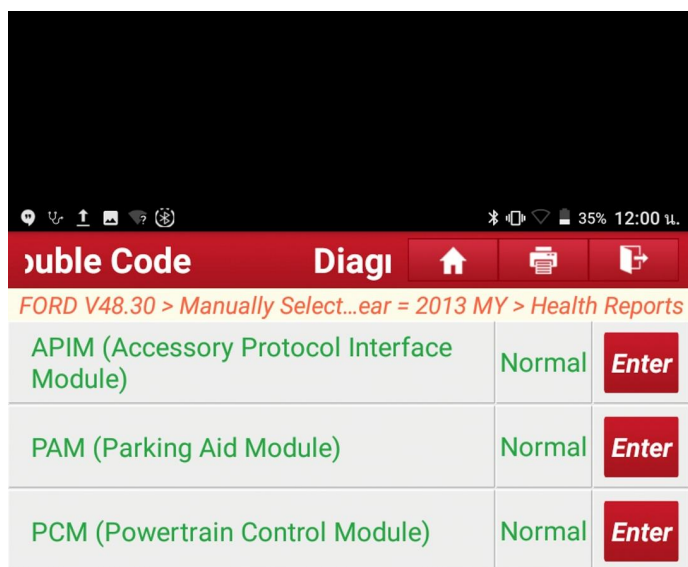 35% 12:00 น.
ouble Code Diagı
FORD V48.30 > Manually Select...ear = 2013 MY > Health Reports
APIM (Accessory Protocol Interface
Module)
Normal
Enter
PAM (Parking Aid Module)
Normal
Enter
PCM (Powertrain Control Module)
Normal
Enter